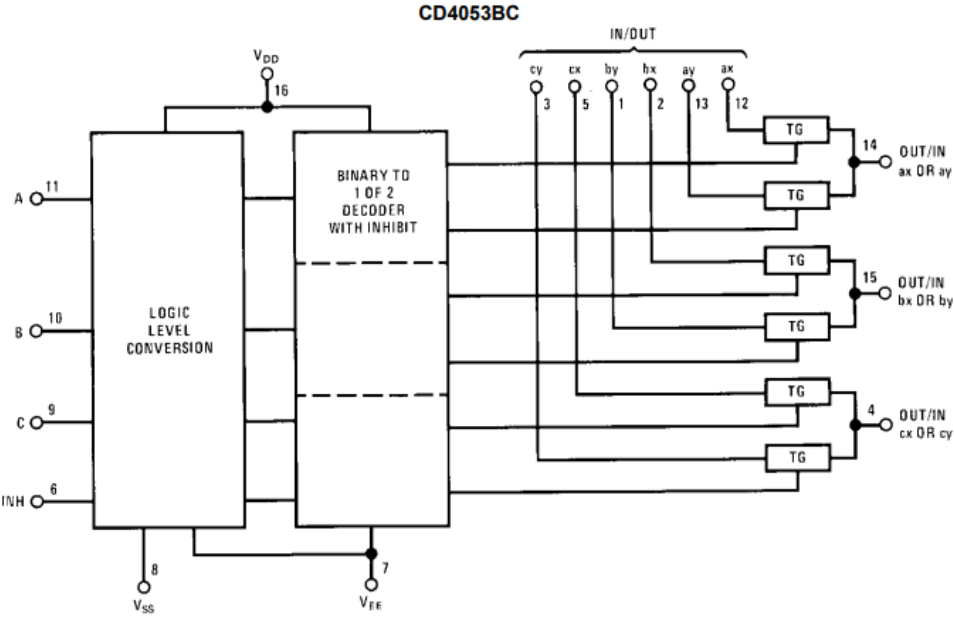 CD4053BC
IN/OUT
VDD
16
cy cx by bx ay ax
3 5 1 2 13 12
TG
14
OUT/IN
ax OR ay
TG
BINARY TO
1 OF 2
DECODER
WITH INHIBIT
A 11
TG
15
OUT/IN
bx OR by
TG
LOGIC
LEVEL
CONVERSION
B 10
TG
4
OUT/IN
cx OR cy
TG
C 9
INH 6
8
VSS
7
VEE